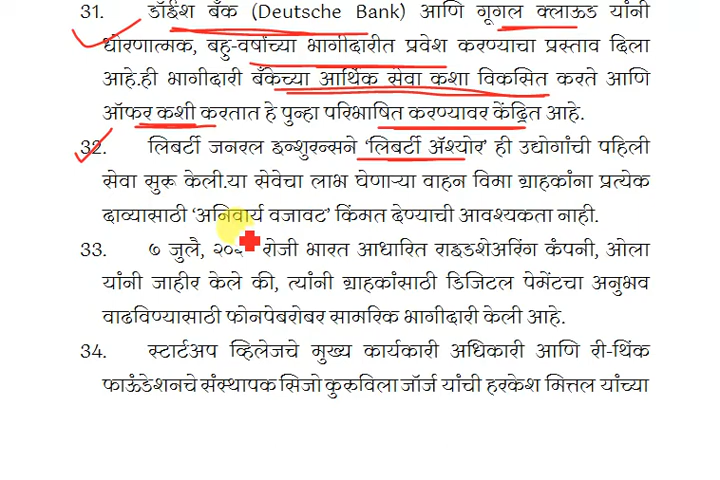 31. डॉईश बँक (Deutsche Bank) आणि गूगल क्लाऊड यांनी
धोरणात्मक, बहु-वर्षाच्या भागीदारीत प्रवेश करण्याचा प्रस्ताव दिला
आहे.ही भागीदारी बँकेच्या आर्थिक सेवा कशा विकसित करते आणि
ऑफर कशी करतात हे पुन्हा परिभाषित करण्यावर केंद्रित आहे.
32. लिबर्टी जनरल इन्शुरन्सने ‘लिबर्टी ॲश्योर’ ही उद्योगांची पहिली
सेवा सुरू केली.या सेवेचा लाभ घेणाऱ्या वाहन विमा ग्राहकांना प्रत्येक
दाव्यासाठी ‘अनिवार्य वजावट’ किंमत देण्याची आवश्यकता नाही.
33. ७ जुलै, रोजी भारत आधारित राइडशेअरिंग कंपनी, ओला
यांनी जाहीर केले की, त्यांनी ग्राहकांसाठी डिजिटल पेमेंटचा अनुभव
वाढविण्यासाठी फोनपेबरोबर सामरिक भागीदारी केली आहे.
34. स्टार्टअप व्हिलेजचे मुख्य कार्यकारी अधिकारी आणि री-थिंक
फाऊंडेशनचे संस्थापक सिजो कुरुविला जॉर्ज यांची हरकेश मित्तल यांच्या